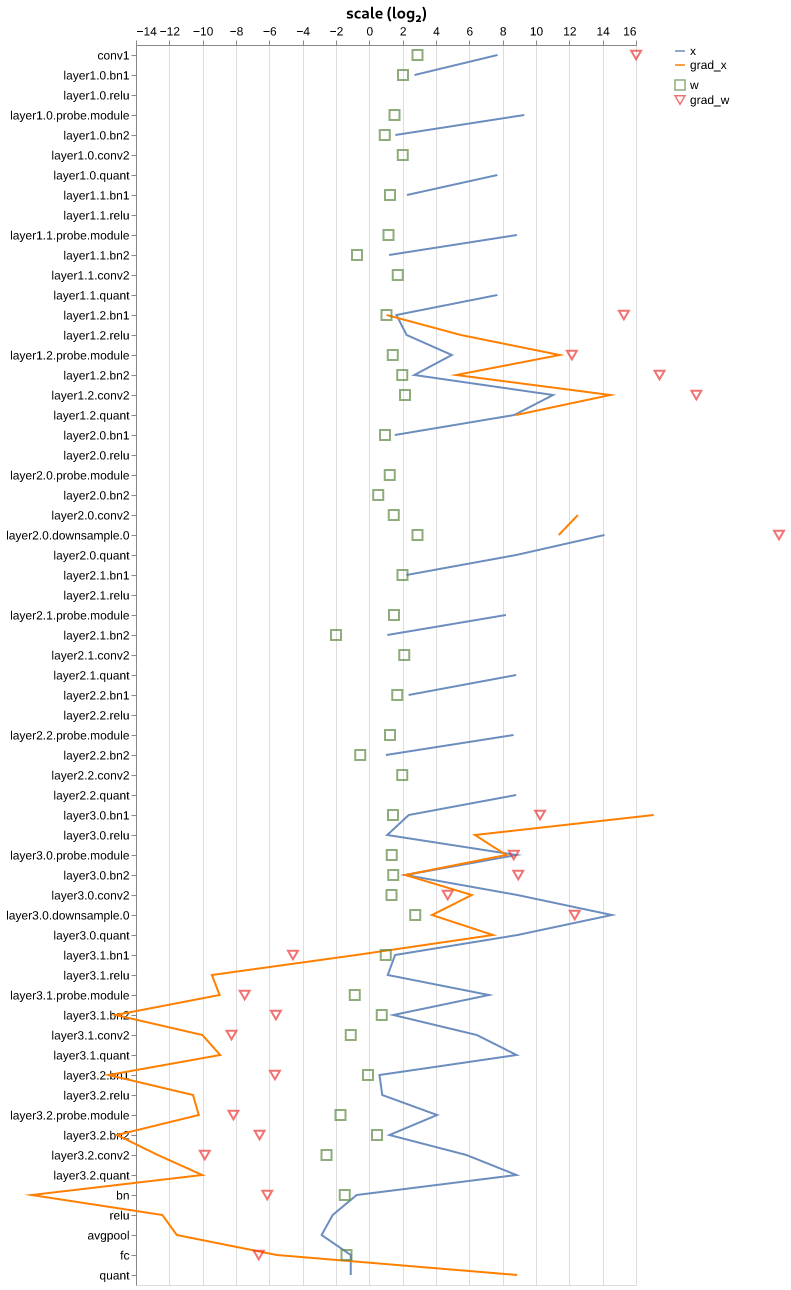 scale (log₂)
−14 −12 −10 −8 −6 −4 −2 0 2 4 6 8 10 12 14 16
conv1
layer1.0.bn1
layer1.0.relu
layer1.0.probe.module
layer1.0.bn2
layer1.0.conv2
layer1.0.quant
layer1.1.bn1
layer1.1.relu
layer1.1.probe.module
layer1.1.bn2
layer1.1.conv2
layer1.1.quant
layer1.2.bn1
layer1.2.relu
layer1.2.probe.module
layer1.2.bn2
layer1.2.conv2
layer1.2.quant
layer2.0.bn1
layer2.0.relu
layer2.0.probe.module
layer2.0.bn2
layer2.0.conv2
layer2.0.downsample.0
layer2.0.quant
layer2.1.bn1
layer2.1.relu
layer2.1.probe.module
layer2.1.bn2
layer2.1.conv2
layer2.1.quant
layer2.2.bn1
layer2.2.relu
layer2.2.probe.module
layer2.2.bn2
layer2.2.conv2
layer2.2.quant
layer3.0.bn1
layer3.0.relu
layer3.0.probe.module
layer3.0.bn2
layer3.0.conv2
layer3.0.downsample.0
layer3.0.quant
layer3.1.bn1
layer3.1.relu
layer3.1.probe.module
layer3.1.bn2
layer3.1.conv2
layer3.1.quant
layer3.2.bn1
layer3.2.relu
layer3.2.probe.module
layer3.2.bn2
layer3.2.conv2
layer3.2.quant
bn
relu
avgpool
fc
quant
x
grad_x
w
grad_w